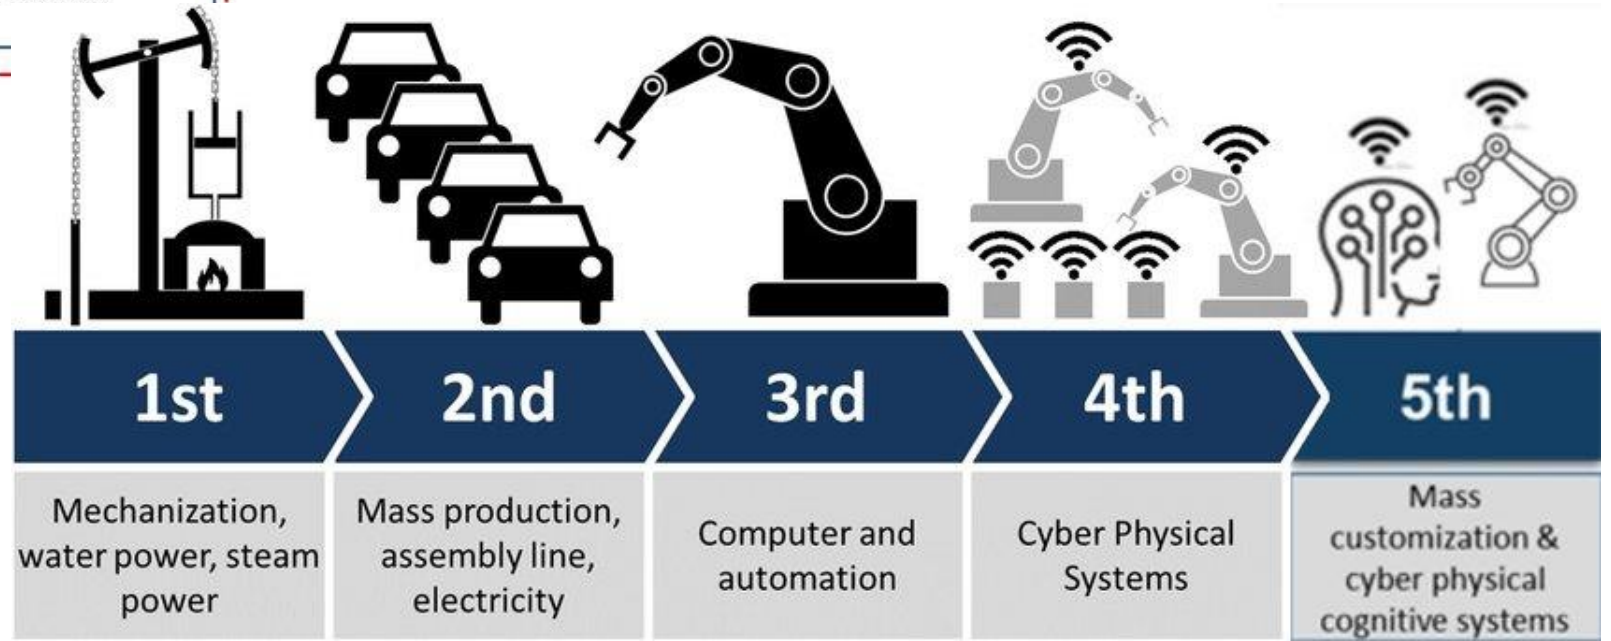 1st
2nd
3rd
4th
5th
Mechanization,
water power, steam
power
Mass production,
assembly line,
electricity
Computer and
automation
Cyber Physical
Systems
Mass
customization &
cyber physical
cognitive systems